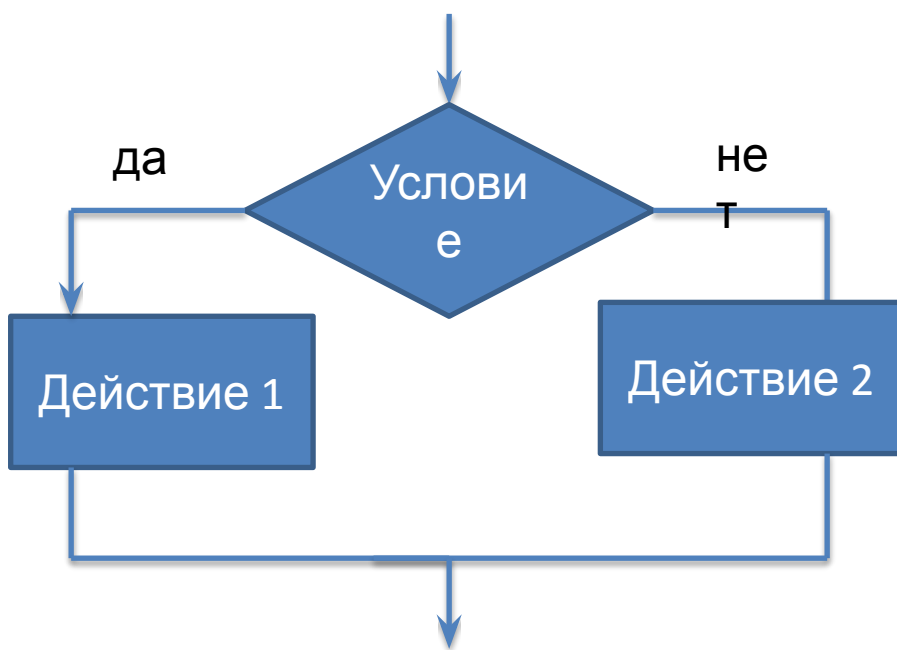 да
Услови
е
не
т
Действие 1
Действие 2